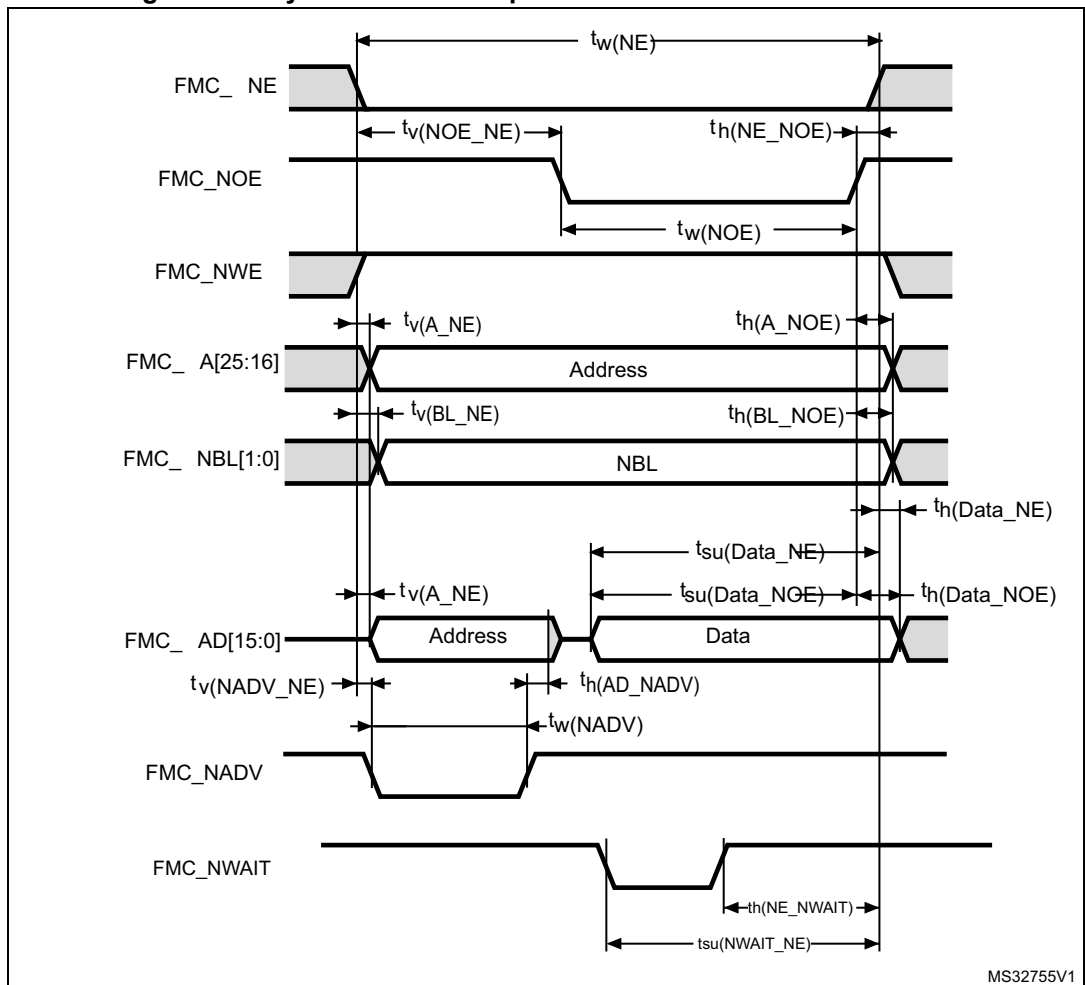 tw(NE)
FMC_ NE
tv(NOE_NE)
th(NE_NOE)
FMC_NOE
tw(NOE)
FMC_NWE
tv(A_NE)
th(A_NOE)
FMC_ A[25:16]
Address
tv(BL_NE)
th(BL_NOE)
FMC_ NBL[1:0]
NBL
th(Data_NE)
tsu(Data_NE)
tv(A_NE)
tsu(Data_NOE)
th(Data_NOE)
FMC_ AD[15:0]
Address
Data
tv(NADV_NE)
th(AD_NADV)
tw(NADV)
FMC_NADV
FMC_NWAIT
th(NE_NWAIT)
tsu(NWAIT_NE)
MS32755V1